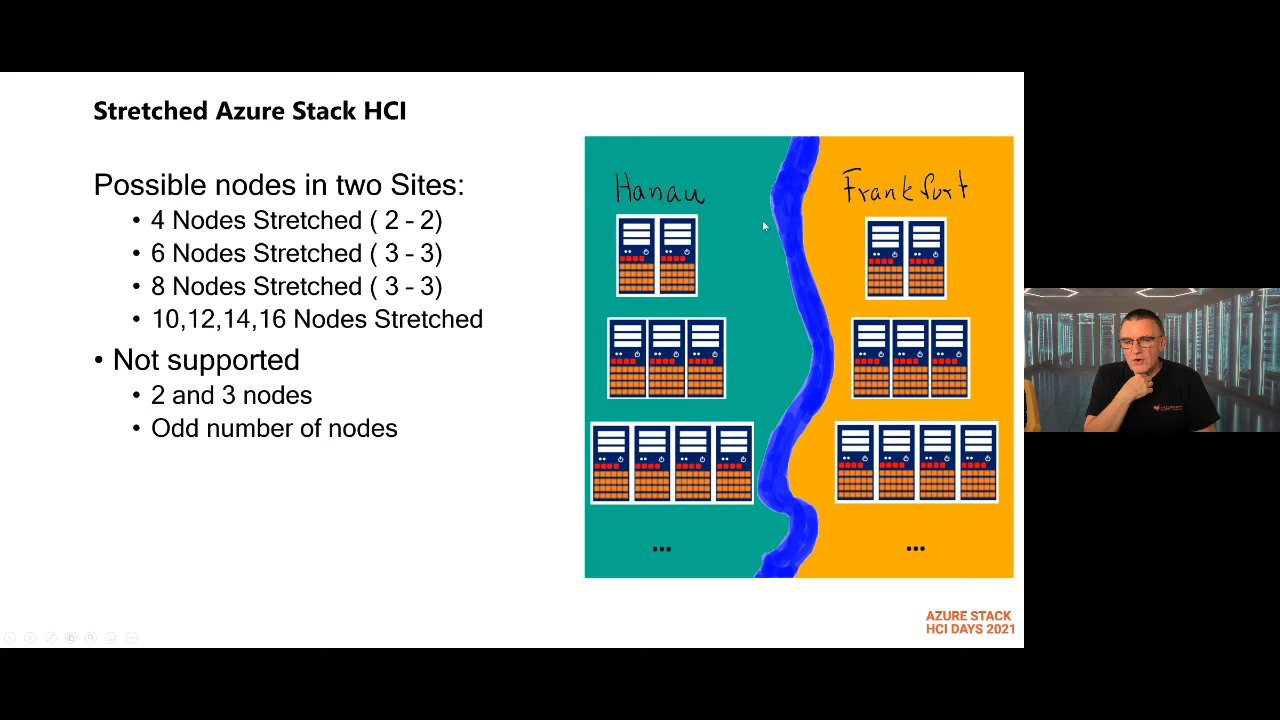 Stretched Azure Stack HCI
Possible nodes in two Sites:
• 4 Nodes Stretched ( 2 – 2)
• 6 Nodes Stretched ( 3 – 3)
• 8 Nodes Stretched ( 3 – 3)
• 10,12,14,16 Nodes Stretched
• Not supported
• 2 and 3 nodes
• Odd number of nodes
Hanau
Frankfurt
...
...
AZURE STACK
HCI DAYS 2021